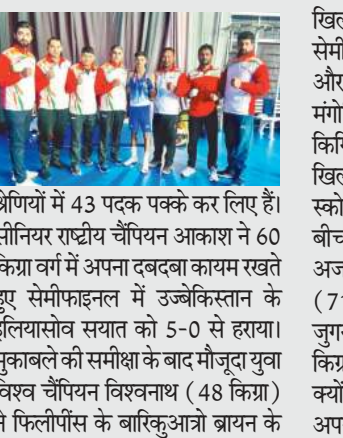 श्रेणियों में 43 पदक पक्के कर लिए हैं।
सीनियर राष्ट्रीय चैंपियन आकाश ने 60
किग्रा वर्ग में अपना दबदबा कायम रखते
हुए सेमीफाइनल में उज्बेकिस्तान के
इलियासोव सयात को 5-0 से हराया।
मुकाबले की समीक्षा के बाद मौजूदा युवा
विश्व चैंपियन विश्वनाथ (48 किग्रा)
ने फिलीपींस के बारिकुआत्रो ब्रायन के
सेमी
और
मंगो
स्को
बीच
अज
(7
जुग
किग्र
क्यों
अप